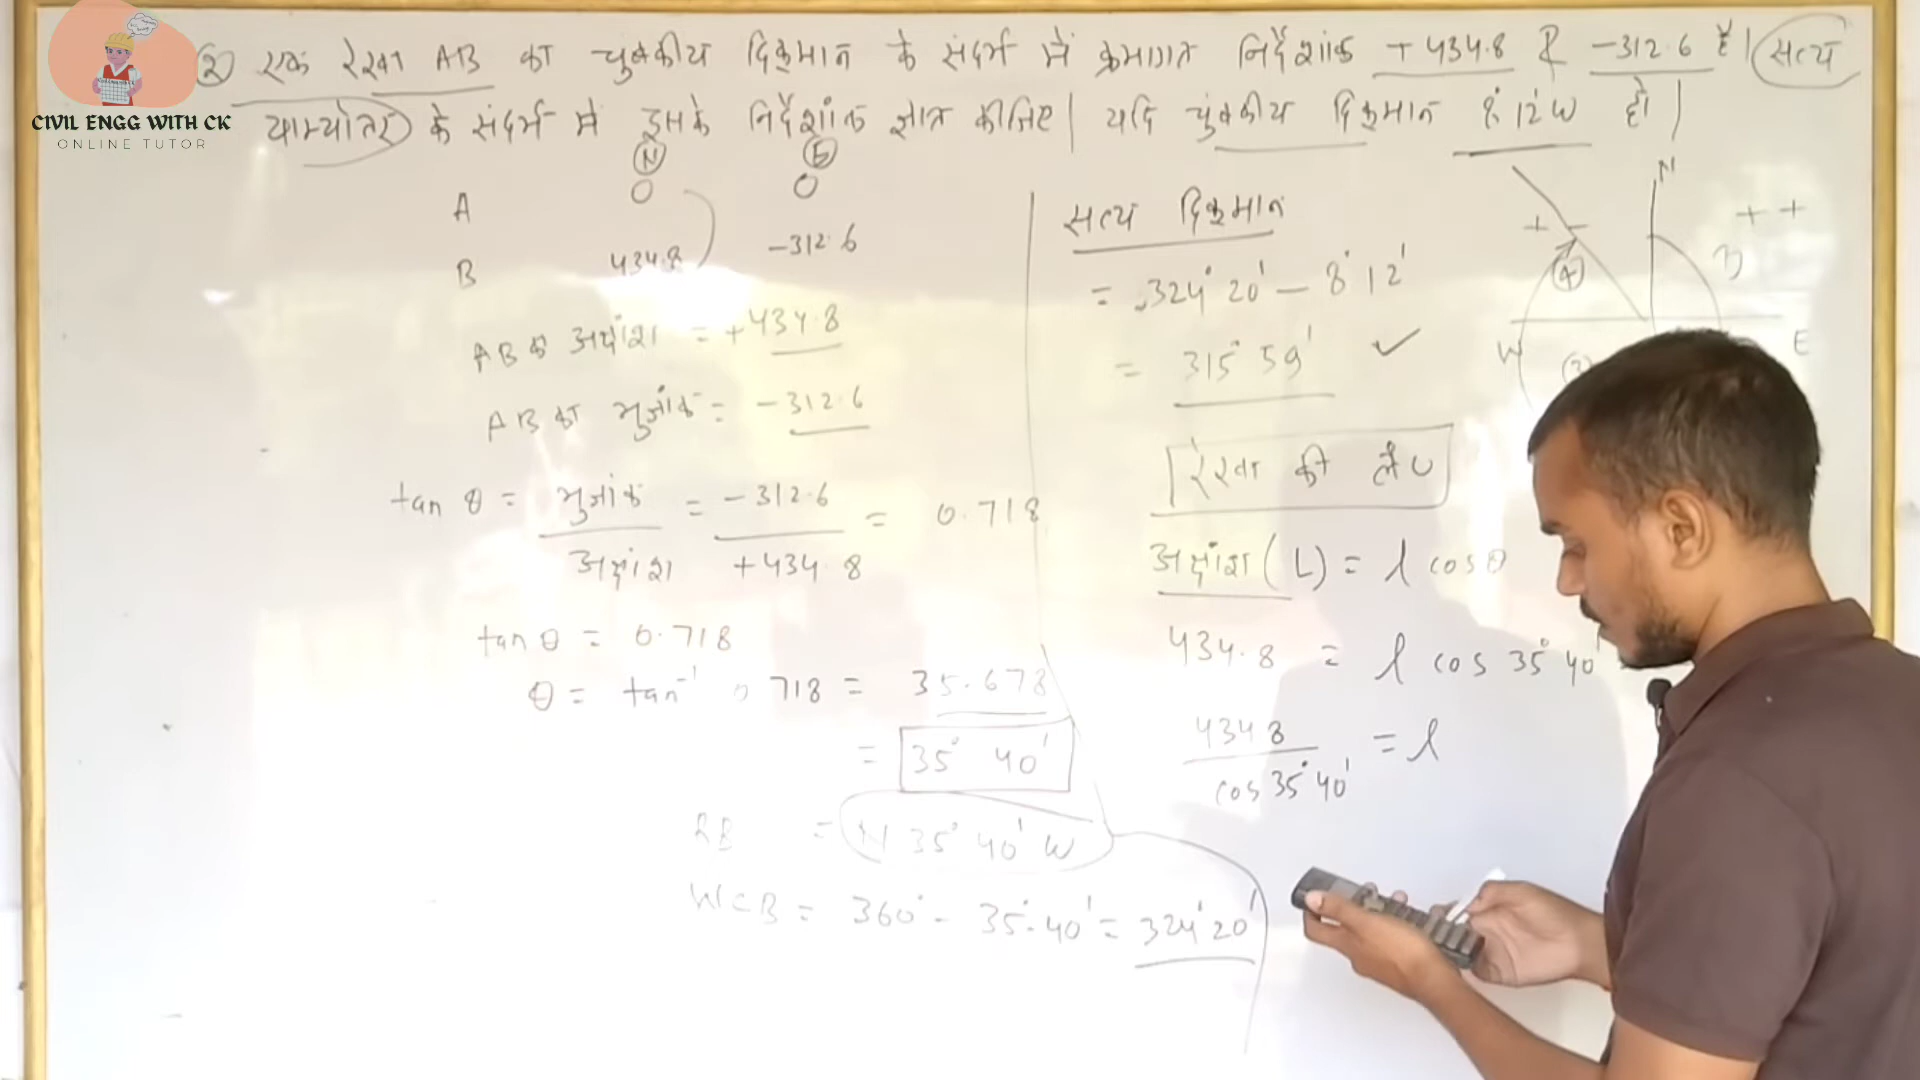 २) एक रेखा AB का चुंबकीय दिक्मान के संदर्भ में क्रमागत निर्देशांक +434.8 व -312.6 है। सत्य
याम्योत्तर के संदर्भ में इसके निर्देशांक ज्ञात कीजिए। यदि चुंबकीय दिक्मान 8° 12' W हो।
CIVIL ENGG WITH CK
ONLINE TUTOR
N E
A 0 0
B 434.8 -312.6
AB का अक्षांश = +434.8
AB का भुजांक = -312.6
tan θ = भुजांक / अक्षांश = -312.6 / +434.8 = 0.718
tan θ = 0.718
θ = tan⁻¹ 0.718 = 35.678
= 35° 40'
RB = N 35° 40' W
WCB = 360° - 35°.40' = 324° 20'
सत्य दिक्मान
= 324° 20' - 8° 12'
= 315° 59' ✓
रेखा की लं०
अक्षांश (L) = l cos θ
434.8 = l cos 35° 40'
434.8 / cos 35° 40' = l
N
+ -
+ +
4
W
E